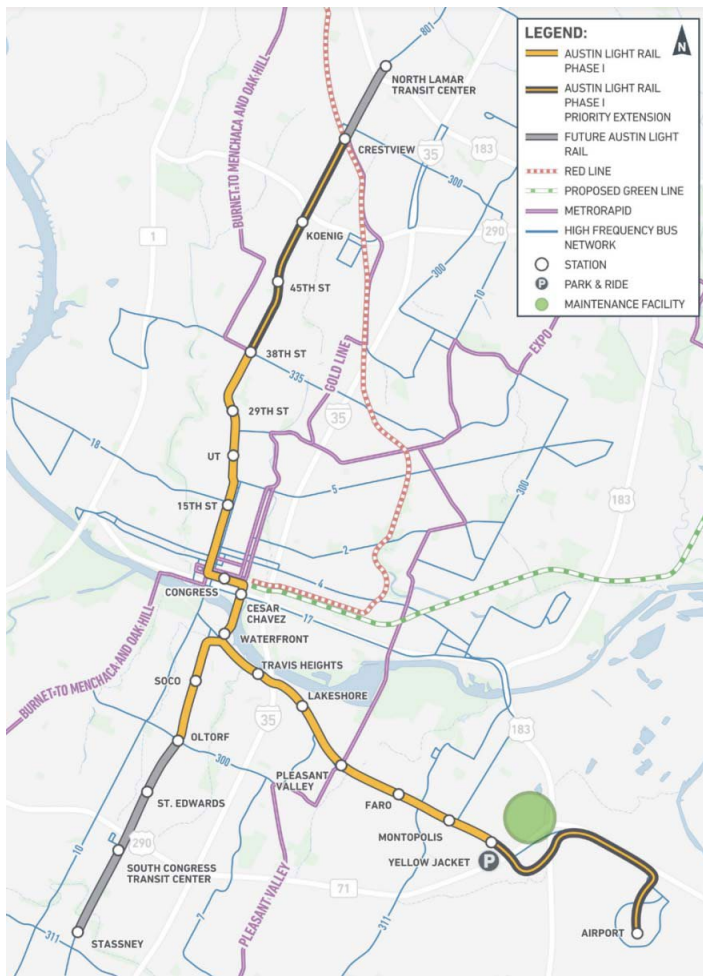 LEGEND:
N
AUSTIN LIGHT RAIL
PHASE I
AUSTIN LIGHT RAIL
PHASE I
PRIORITY EXTENSION
FUTURE AUSTIN LIGHT
RAIL
RED LINE
PROPOSED GREEN LINE
METRORAPID
HIGH FREQUENCY BUS
NETWORK
STATION
P
PARK & RIDE
MAINTENANCE FACILITY
801
NORTH LAMAR
TRANSIT CENTER
BURNET TO MENCHACA AND OAK HILL
CRESTVIEW
35
183
300
1
KOENIG
290
300
45TH ST
10
EXPO
38TH ST
335
GOLD LINE
29TH ST
35
18
UT
5
300
183
15TH ST
2
4
CONGRESS
CESAR
CHAVEZ
17
WATERFRONT
BURNET TO MENCHACA AND OAK HILL
TRAVIS HEIGHTS
SOCO
LAKESHORE
35
183
OLTORF
300
PLEASANT
VALLEY
ST. EDWARDS
FARO
P
290
MONTOPOLIS
10
YELLOW JACKET
P
SOUTH CONGRESS
TRANSIT CENTER
71
PLEASANT VALLEY
7
311
STASSNEY
311
AIRPORT